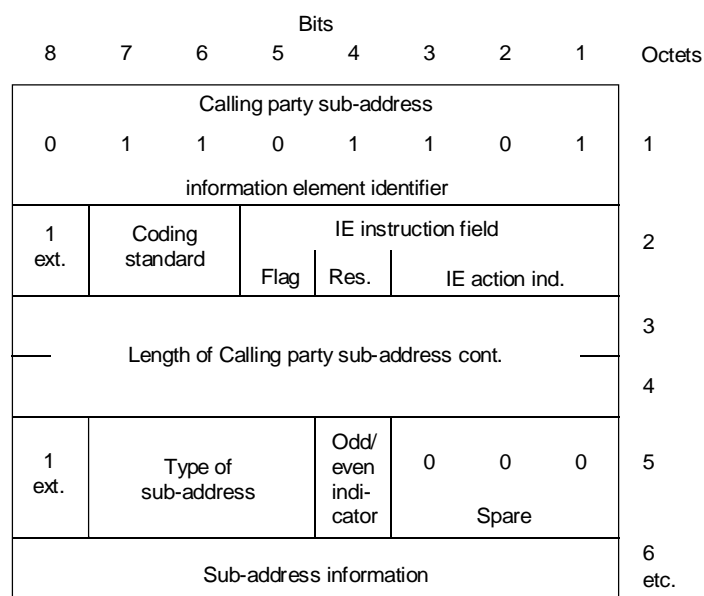 Bits
8 7 6 5 4 3 2 1 Octets
Calling party sub-address
0 1 1 0 1 1 0 1 1
information element identifier
1 ext.
Coding standard
IE instruction field
Flag Res. IE action ind.
2
Length of Calling party sub-address cont.
3
4
1 ext.
Type of
sub-address
Odd/
even
indi-
cator
0 0 0
Spare
5
Sub-address information
6
etc.